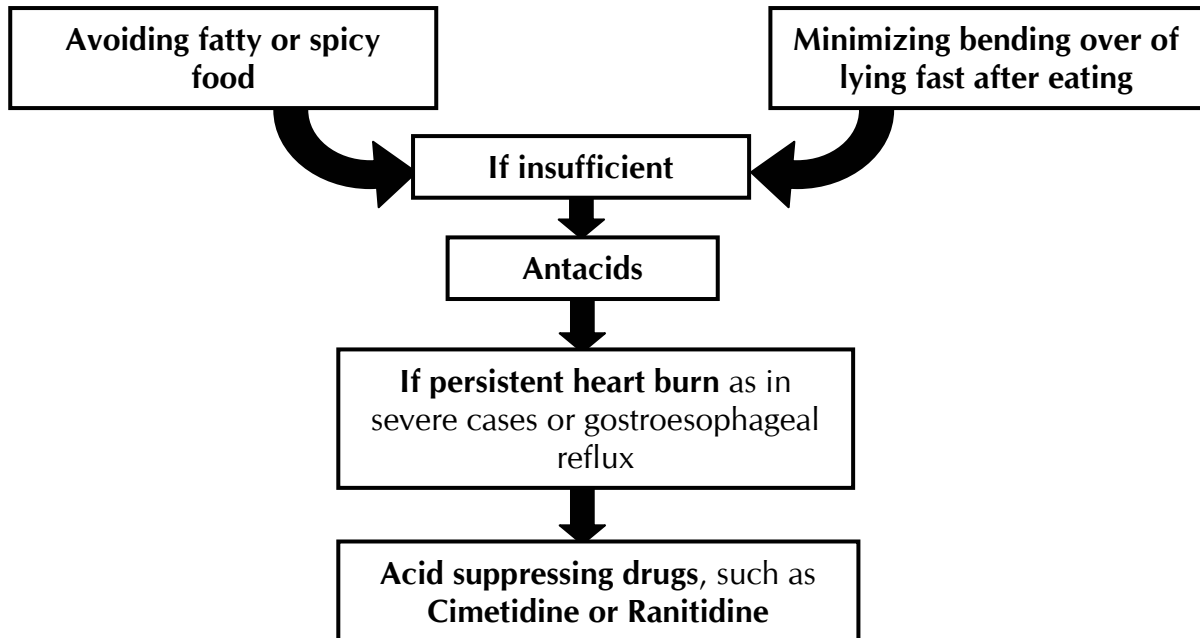 Avoiding fatty or spicy
food
Minimizing bending over of
lying fast after eating
If insufficient
Antacids
If persistent heart burn as in
severe cases or gostroesophageal
reflux
Acid suppressing drugs, such as
Cimetidine or Ranitidine